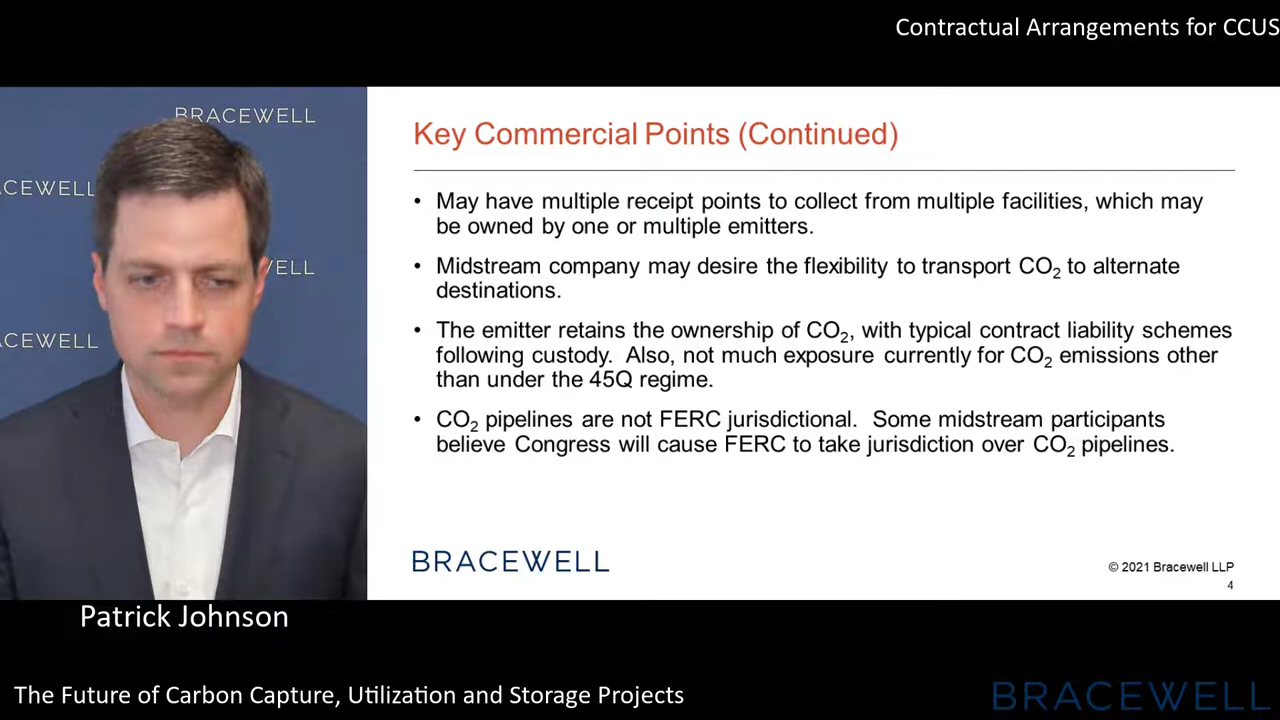 Contractual Arrangements for CCUS
BRACEWELL
ACEWELL
ELL
ACEWELL
Key Commercial Points (Continued)
• May have multiple receipt points to collect from multiple facilities, which may
be owned by one or multiple emitters.
• Midstream company may desire the flexibility to transport CO₂ to alternate
destinations.
• The emitter retains the ownership of CO₂, with typical contract liability schemes
following custody.  Also, not much exposure currently for CO₂ emissions other
than under the 45Q regime.
• CO₂ pipelines are not FERC jurisdictional.  Some midstream participants
believe Congress will cause FERC to take jurisdiction over CO₂ pipelines.
BRACEWELL
© 2021 Bracewell LLP
4
Patrick Johnson
The Future of Carbon Capture, Utilization and Storage Projects
BRACEWELL